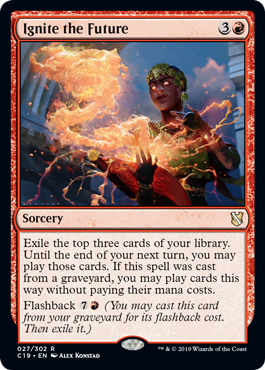 Ignite the Future 3
Sorcery
Exile the top three cards of your library.
Until the end of your next turn, you may
play those cards. If this spell was cast
from a graveyard, you may play cards this
way without paying their mana costs.
Flashback 7 (You may cast this card
from your graveyard for its flashback cost.
Then exile it.)
027/302 R
C19 • EN ALEX KONSTAD
™ & © 2019 Wizards of the Coast